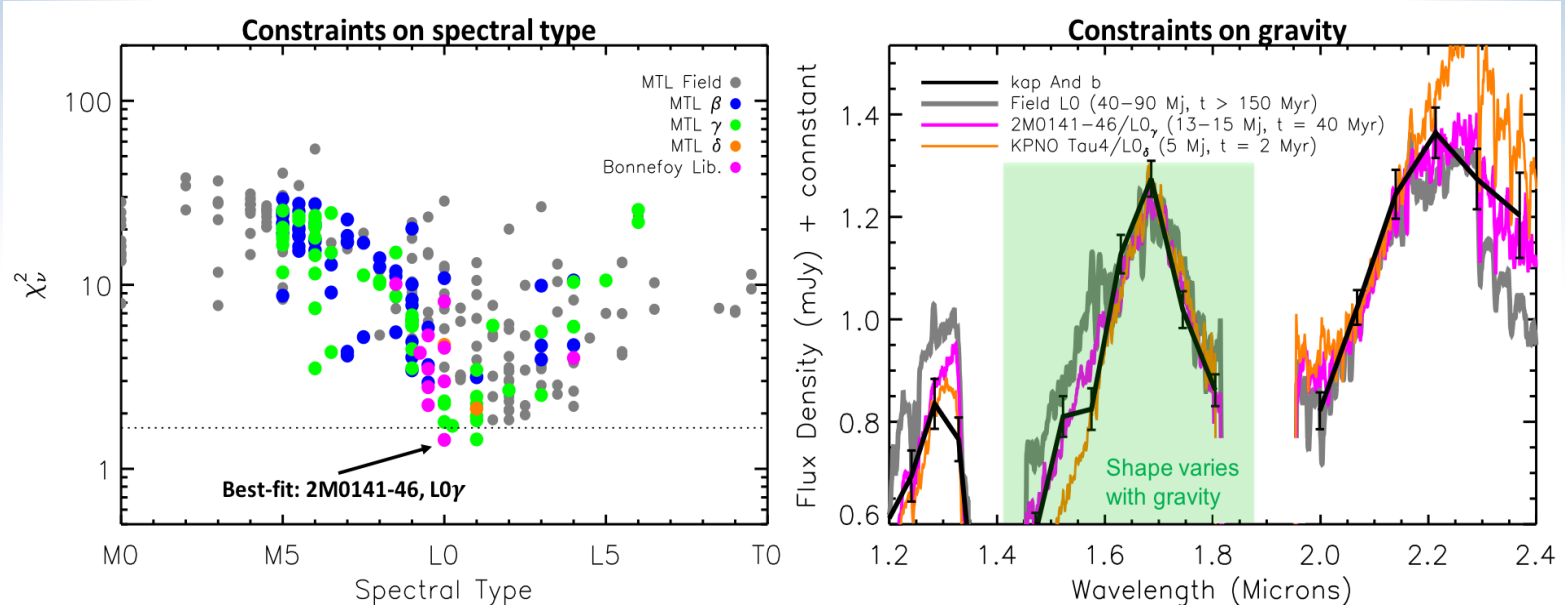 Constraints on spectral type
100
10
1
χ²ν
MTL Field
MTL β
MTL γ
MTL δ
Bonnefoy Lib.
Best-fit: 2M0141-46, L0γ
M0 M5 L0 L5 T0
Spectral Type
Constraints on gravity
Flux Density (mJy) + connstant
1.4
1.2
1.0
0.8
0.6
kap And b
Field L0 (40-90 Mj, t > 150 Myr)
2M0141-46/L0γ (13-15 Mj, t = 40 Myr)
KPNO Tau4/L0δ (5 Mj, t = 2 Myr)
Shape varies
with gravity
1.2 1.4 1.6 1.8 2.0 2.2 2.4
Wavelength (Microns)